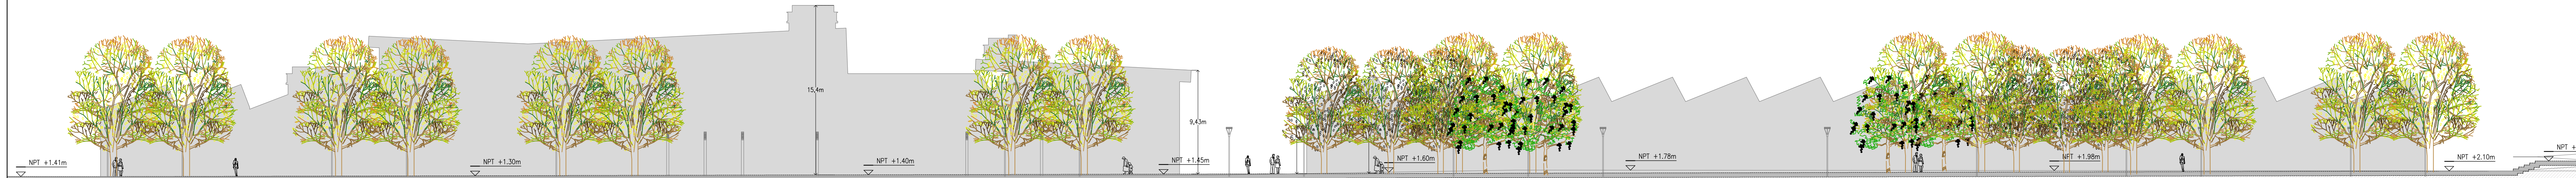 NPT +1.41m
NPT +1.30m
15,4m
NPT +1.40m
NPT +1.45m
9,43m
NPT +1.60m
NPT +1.78m
NPT +1.98m
NPT +2.10m
NPT +